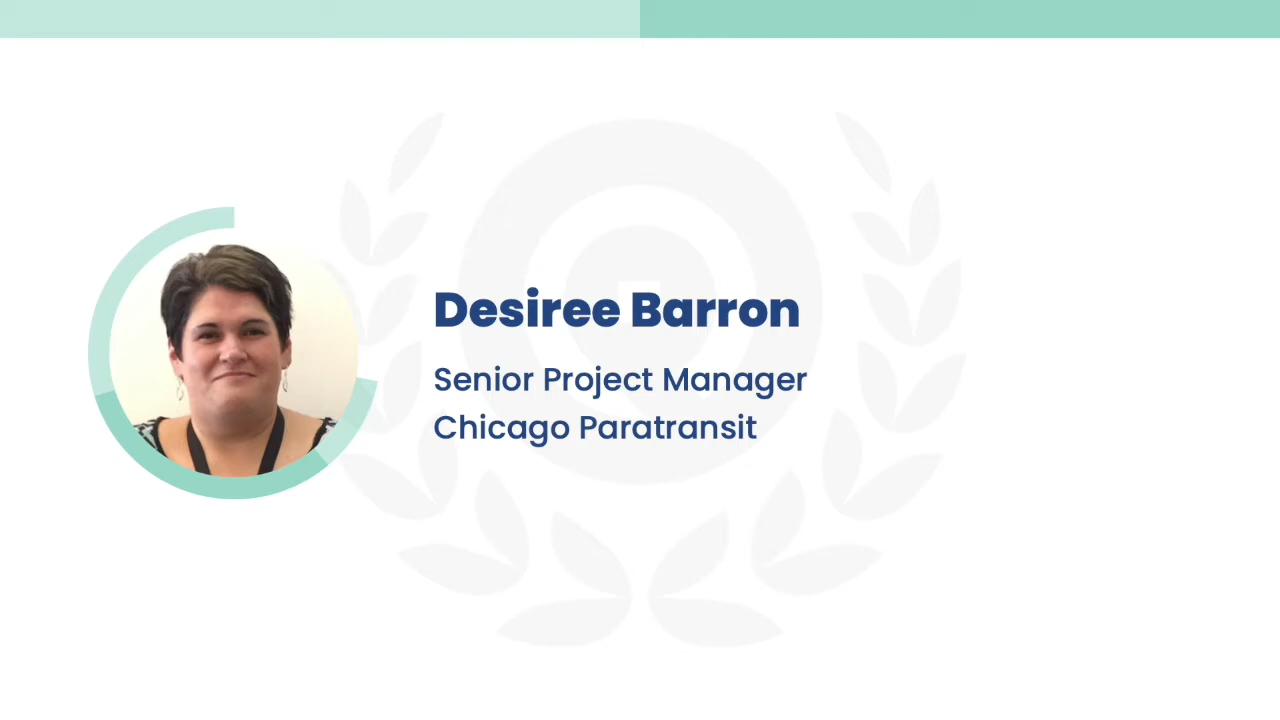 Desiree Barron
Senior Project Manager
Chicago Paratransit